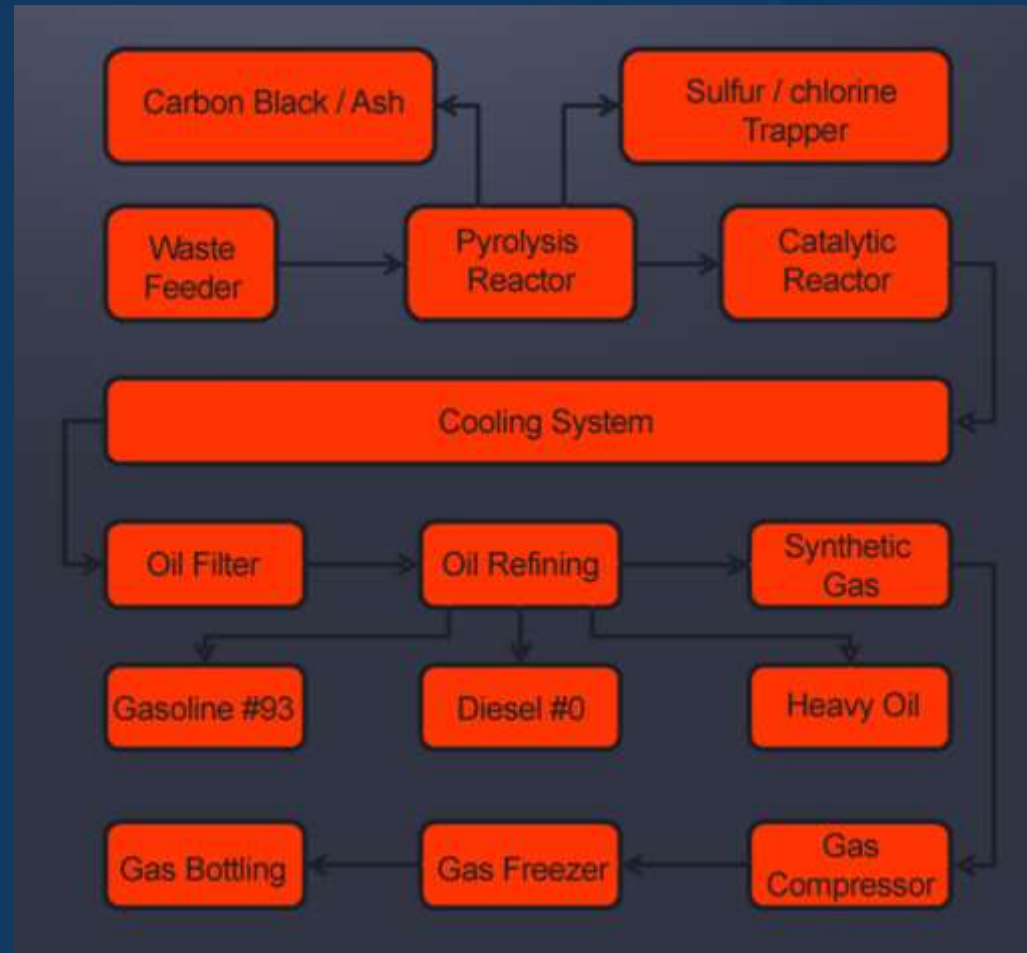 Carbon Black / Ash
Sulfur / chlorine
Trapper
Waste
Feeder
Pyrolysis
Reactor
Catalytic
Reactor
Cooling System
Oil Filter
Oil Refining
Synthetic
Gas
Gasoline #93
Diesel #0
Heavy Oil
Gas Bottling
Gas Freezer
Gas
Compressor